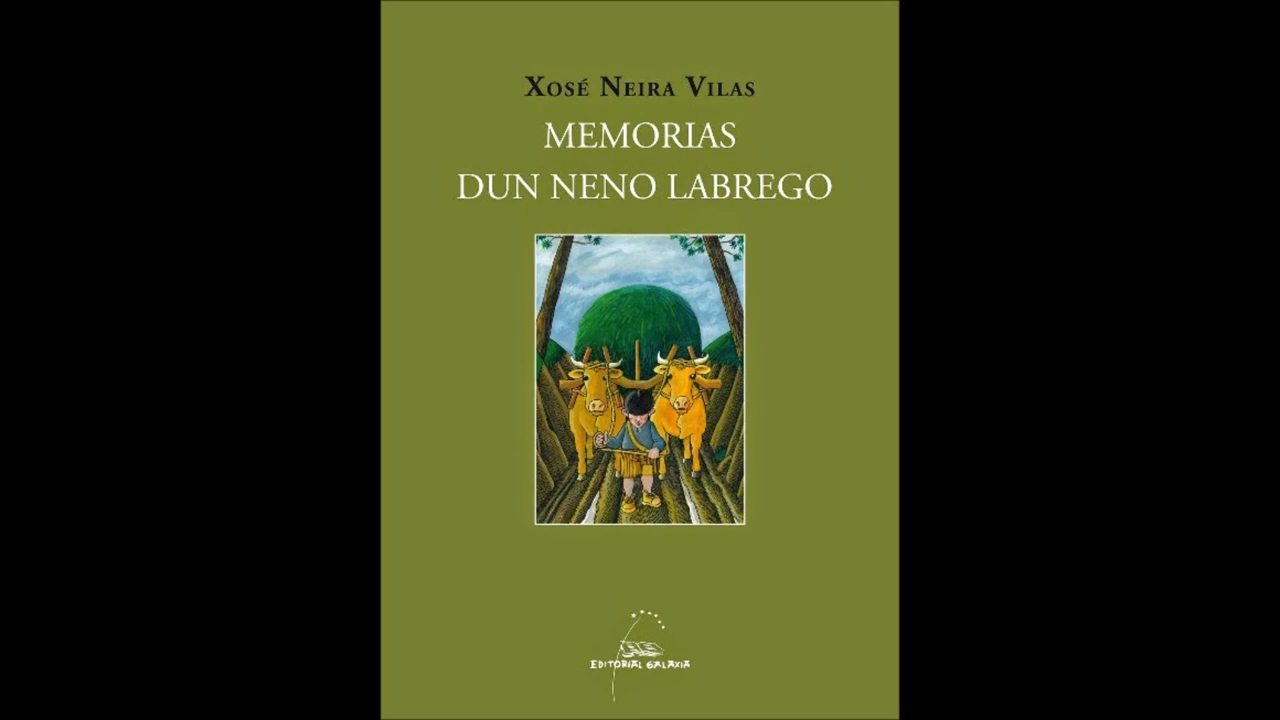 Xosé Neira Vilas
MEMORIAS
DUN NENO LABREGO
EDITORIAL GALAXIA